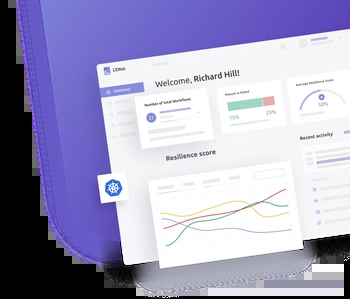 Litmus
Welcome, Richard Hill!
Number of total Workflows
Passed vs Failed
75%
25%
Average Resilience Score
50%
Resilience score
Recent activity